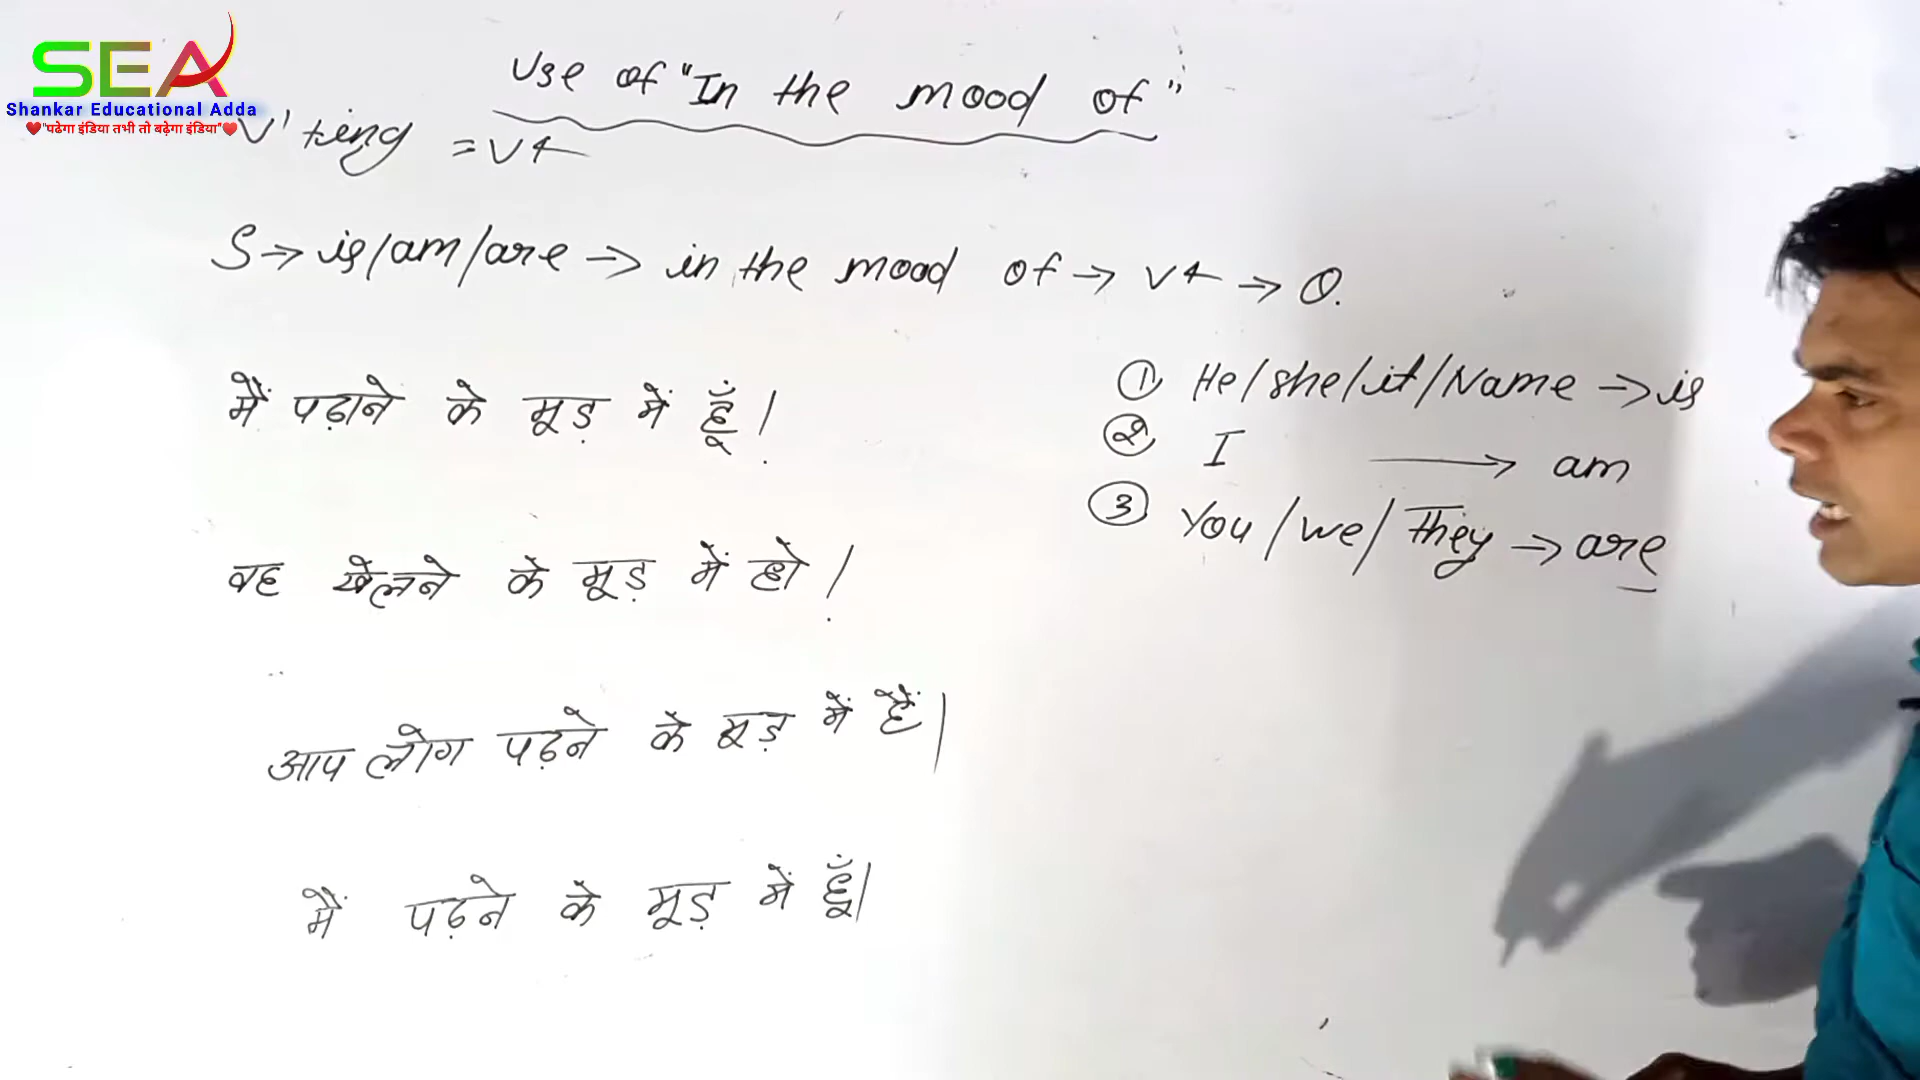 SEA
Shankar Educational Adda
"पढेगा इंडिया तभी तो बढ़ेगा इंडिया"
Use of "In the mood of"
V' + ing = V4
S → is/am/are → in the mood of → V4 → O.
मैं पढ़ाने के मूड़ में हूँ।
वह खेलने के मूड़ में हो।
आप लोग पढ़ने के मूड़ में हैं।
मैं पढ़ने के मूड़ में हूँ।
① He/she/it/Name → is
② I → am
③ You/we/They → are